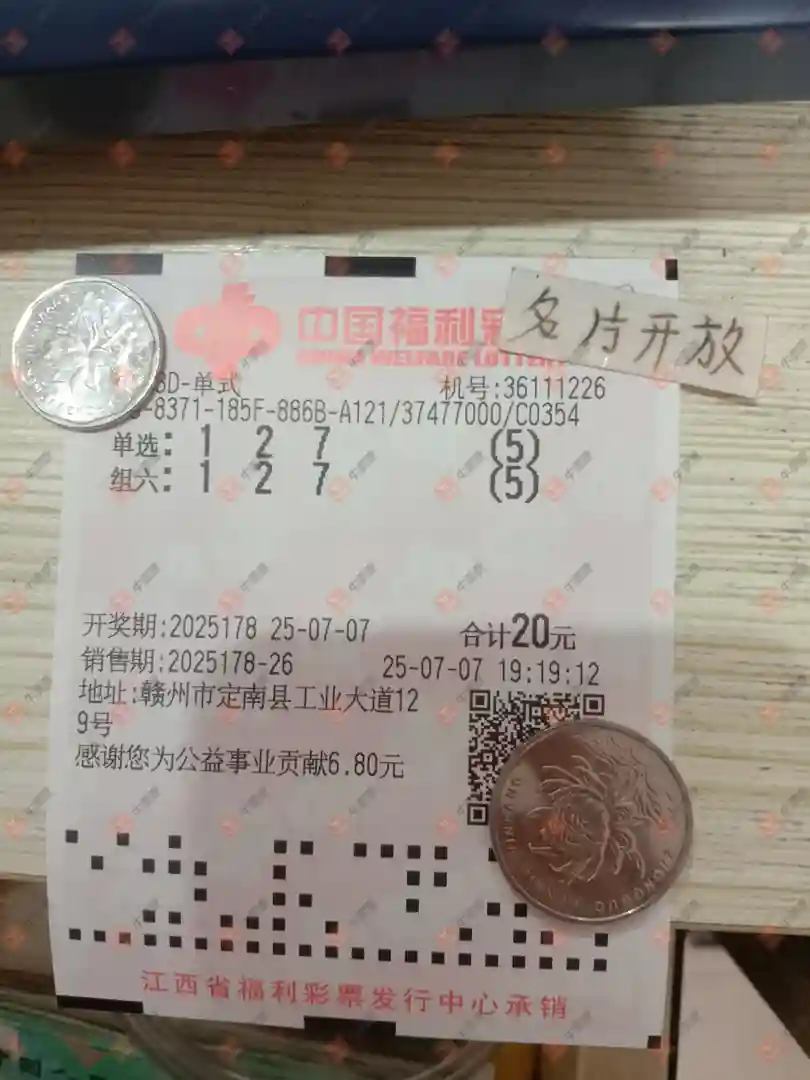 中国福利彩
CHINA WELFARE LOTTERY
名片开放
3D-单式
机号:36111226
-8371-185F-886B-A121/37477000/C0354
单选: 1 2 7 (5)
组六: 1 2 7 (5)
开奖期:2025178 25-07-07 合计20元
销售期:2025178-26 25-07-07 19:19:12
地址:赣州市定南县工业大道12
9号
感谢您为公益事业贡献6.80元
江西省福利彩票发行中心承销